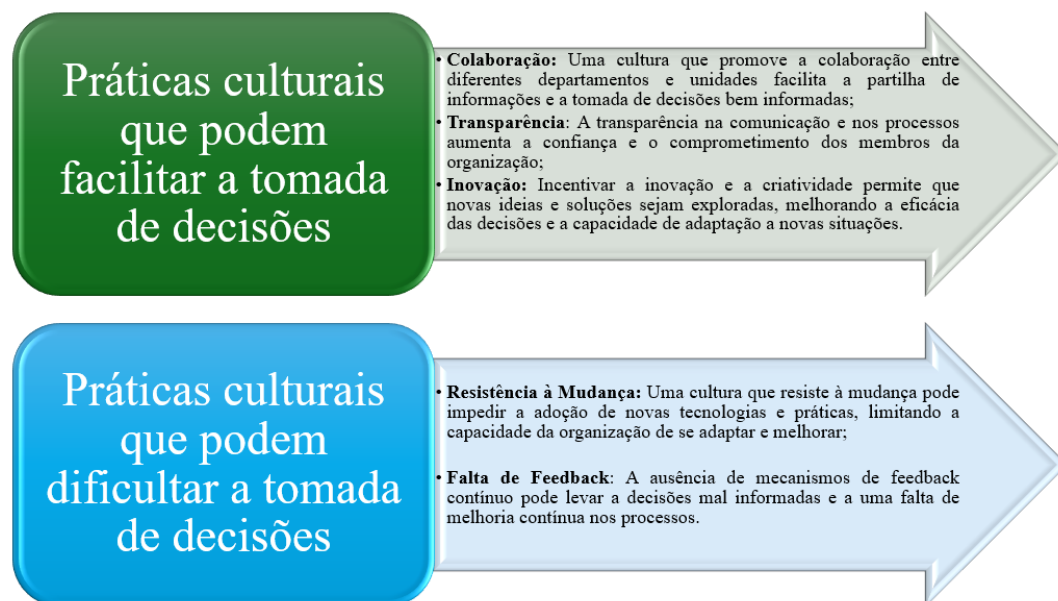 Práticas culturais
que podem
facilitar a tomada
de decisões
• Colaboração: Uma cultura que promove a colaboração entre
diferentes departamentos e unidades facilita a partilha de
informações e a tomada de decisões bem informadas;
• Transparência: A transparência na comunicação e nos processos
aumenta a confiança e o comprometimento dos membros da
organização;
• Inovação: Incentivar a inovação e a criatividade permite que
novas ideias e soluções sejam exploradas, melhorando a eficácia
das decisões e a capacidade de adaptação a novas situações.
Práticas culturais
que podem
dificultar a tomada
de decisões
• Resistência à Mudança: Uma cultura que resiste à mudança pode
impedir a adoção de novas tecnologias e práticas, limitando a
capacidade da organização de se adaptar e melhorar;
• Falta de Feedback: A ausência de mecanismos de feedback
contínuo pode levar a decisões mal informadas e a uma falta de
melhoria contínua nos processos.